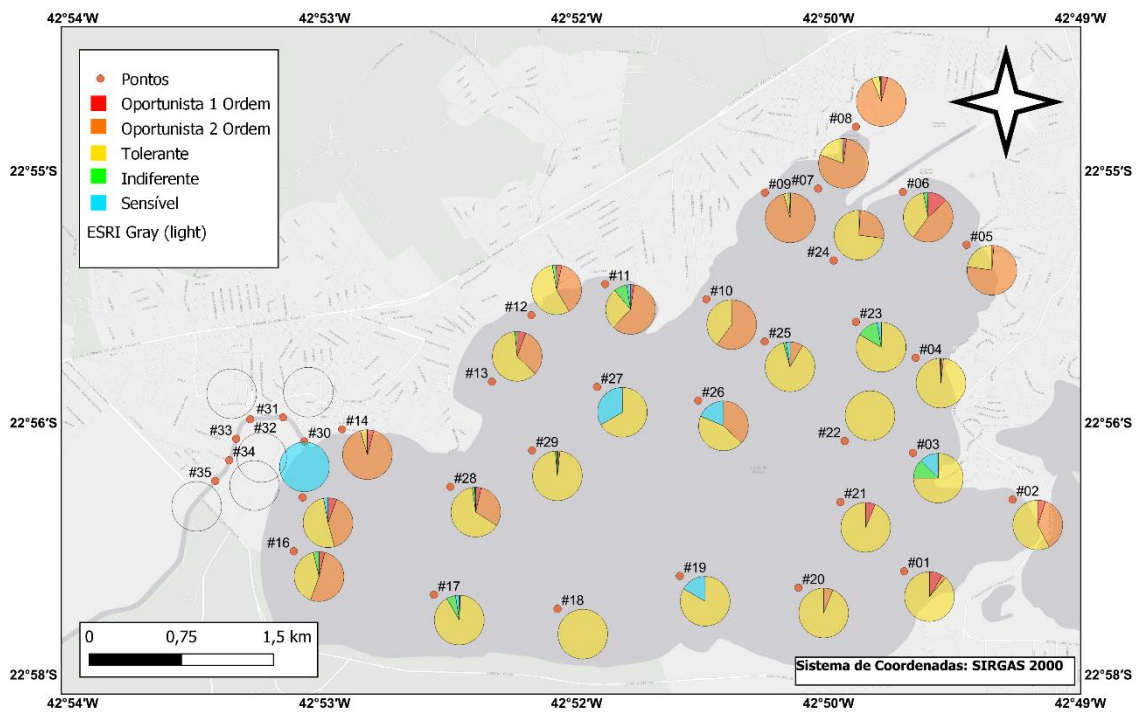 42°54'W 42°53'W 42°52'W 42°50'W 42°49'W
Pontos
Oportunista 1 Ordem
Oportunista 2 Ordem
Tolerante
Indiferente
Sensível
ESRI Gray (light)
#08
22°55'S 22°55'S
#09 #07 #06
#05
#24
#11
#10
#12
#23
#25
#04
#13
#27
#26
#31
#14
22°56'S 22°56'S
#33 #32
#30
#22
#29
#03
#34
#35
#28
#21
#02
#16
#19
#01
#20
#17
#18
0 0,75 1,5 km
Sistema de Coordenadas: SIRGAS 2000
22°58'S 22°58'S
42°54'W 42°53'W 42°52'W 42°50'W 42°49'W